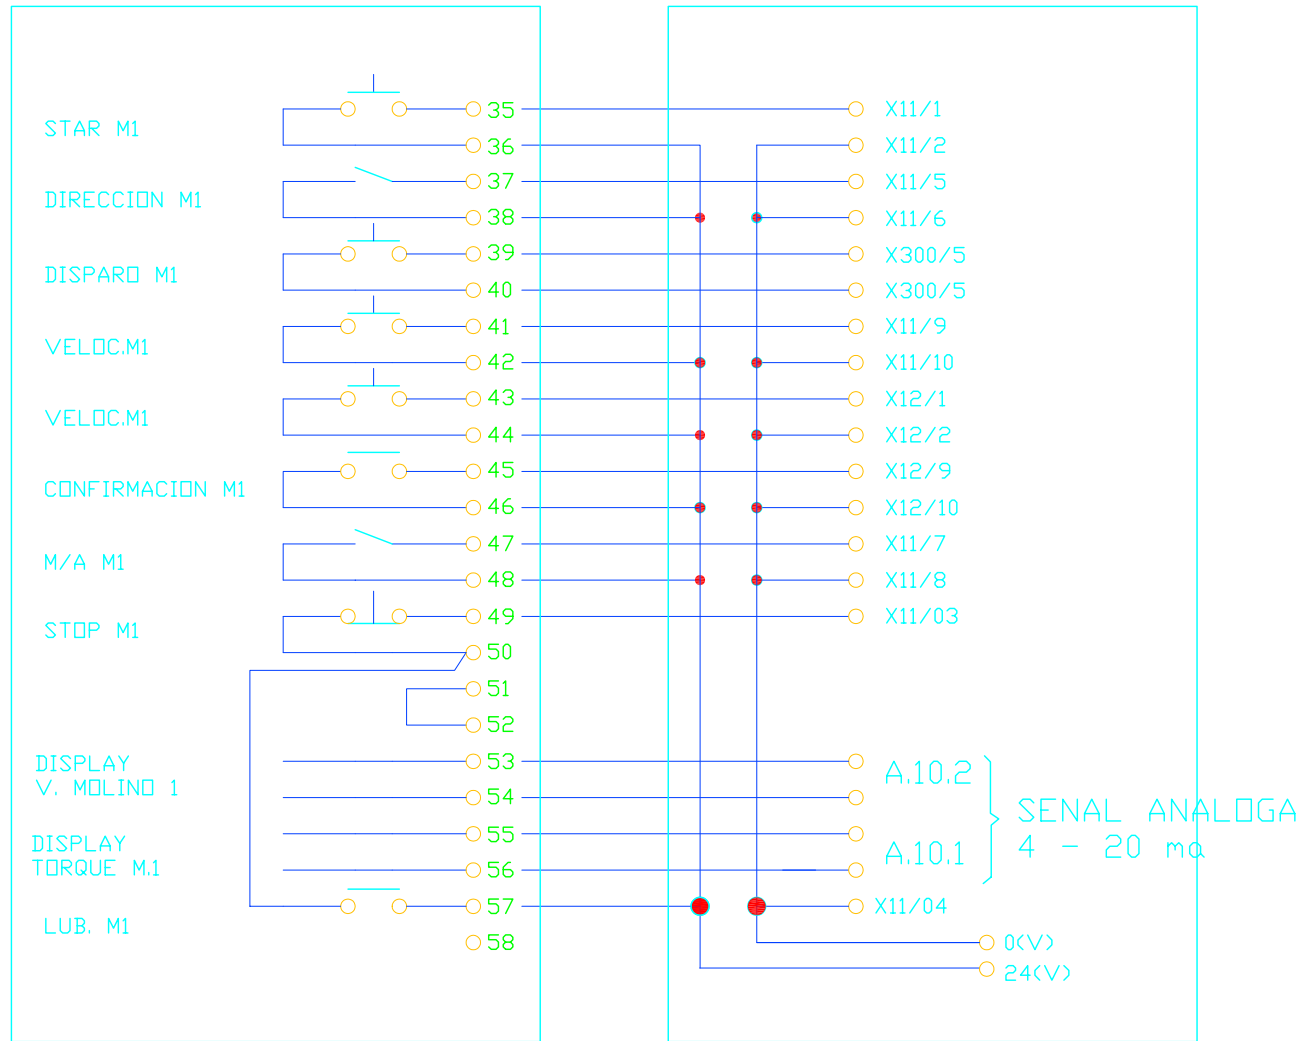 35 X11/1
STAR M1
36 X11/2
37 X11/5
DIRECCION M1
38 X11/6
39 X300/5
DISPARO M1
40 X300/5
41 X11/9
VELOC.M1
42 X11/10
43 X12/1
VELOC.M1
44 X12/2
45 X12/9
CONFIRMACION M1
46 X12/10
47 X11/7
M/A M1
48 X11/8
49 X11/03
STOP M1
50
51
52
DISPLAY
V. MOLINO 1
53
A.10.2
54
SENAL ANALOGA
4 - 20 ma
DISPLAY
TORQUE M.1
55
A.10.1
56
57 X11/04
LUB. M1
58
0(V)
24(V)